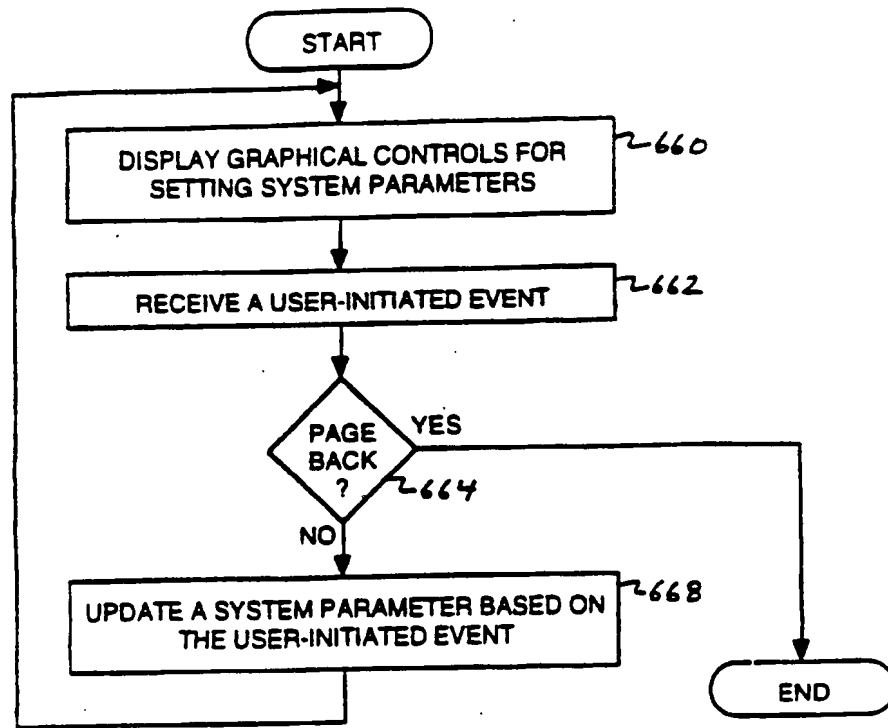 START
DISPLAY GRAPHICAL CONTROLS FOR
SETTING SYSTEM PARAMETERS
660
RECEIVE A USER-INITIATED EVENT
662
PAGE
BACK
?
YES
664
NO
UPDATE A SYSTEM PARAMETER BASED ON
THE USER-INITIATED EVENT
668
END